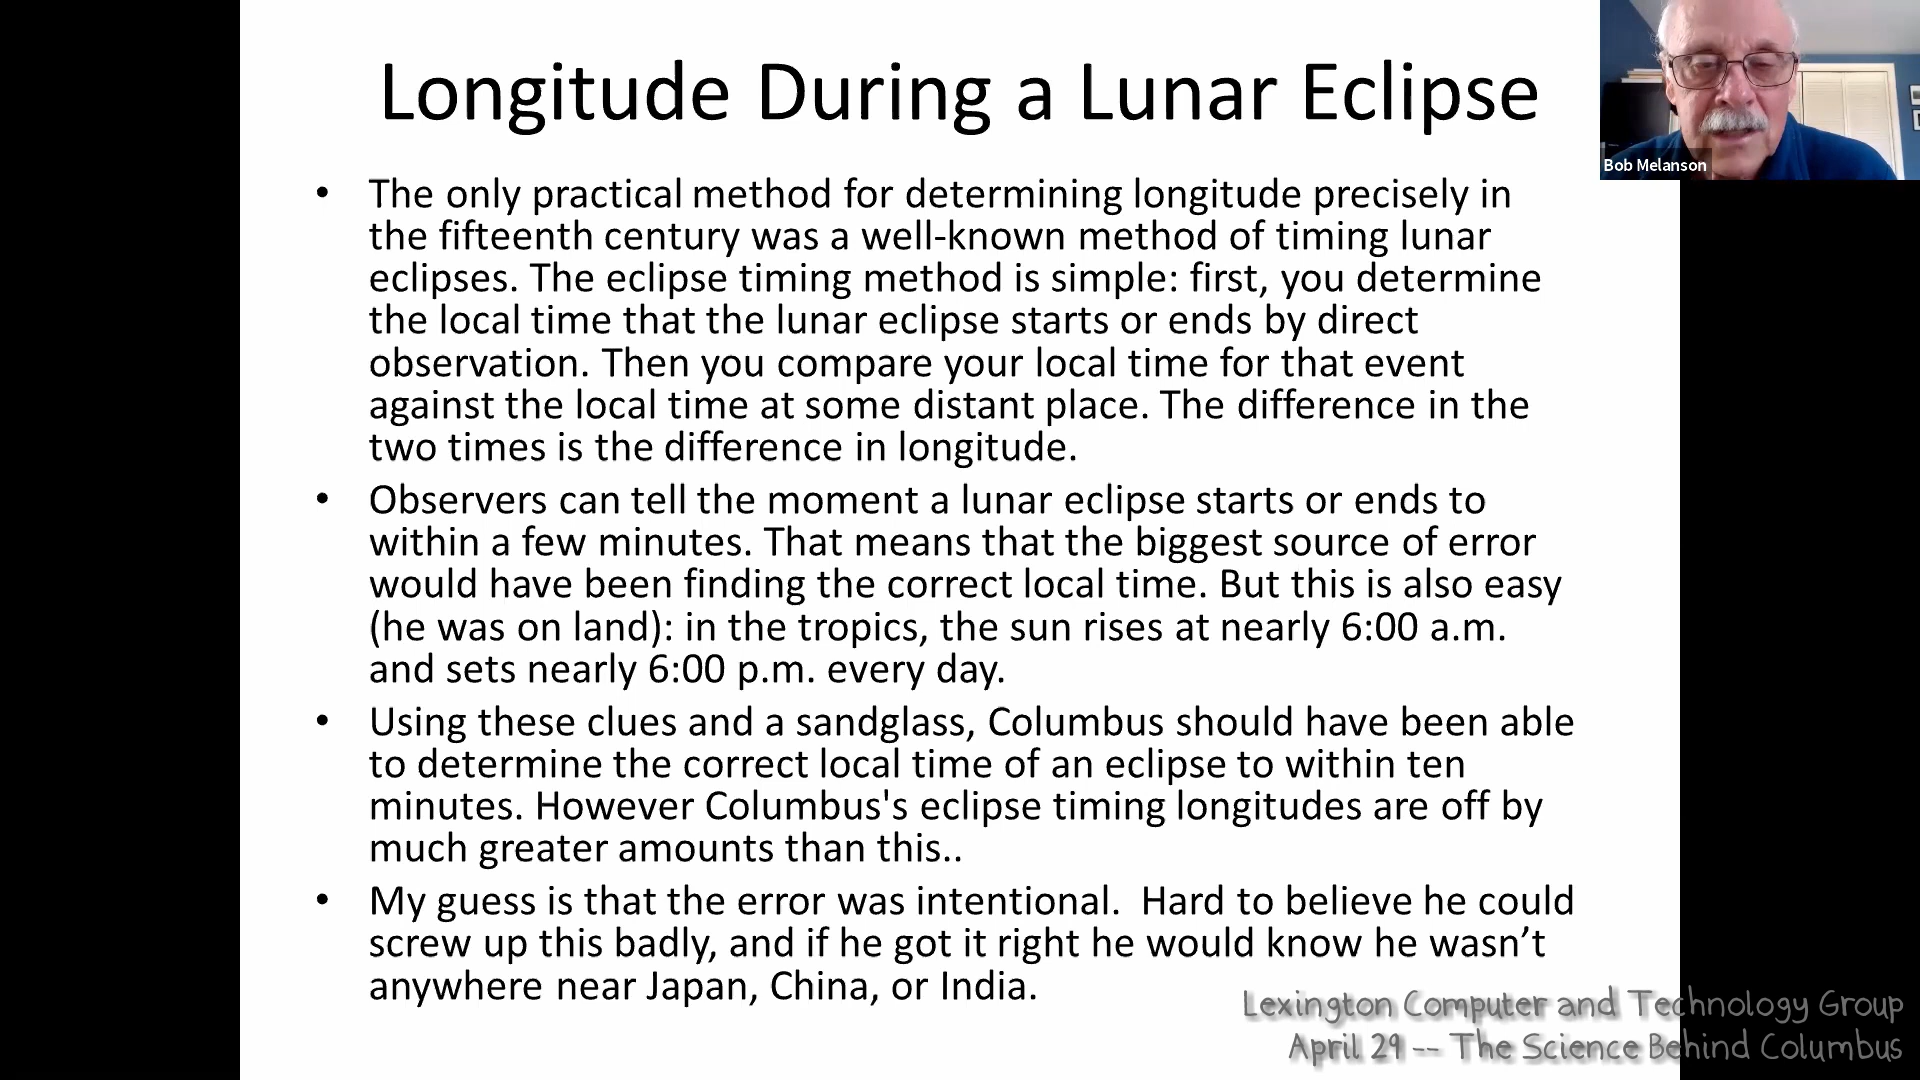 Longitude During a Lunar Eclipse
Bob Melanson
• The only practical method for determining longitude precisely in
the fifteenth century was a well-known method of timing lunar
eclipses. The eclipse timing method is simple: first, you determine
the local time that the lunar eclipse starts or ends by direct
observation. Then you compare your local time for that event
against the local time at some distant place. The difference in the
two times is the difference in longitude.
• Observers can tell the moment a lunar eclipse starts or ends to
within a few minutes. That means that the biggest source of error
would have been finding the correct local time. But this is also easy
(he was on land): in the tropics, the sun rises at nearly 6:00 a.m.
and sets nearly 6:00 p.m. every day.
• Using these clues and a sandglass, Columbus should have been able
to determine the correct local time of an eclipse to within ten
minutes. However Columbus's eclipse timing longitudes are off by
much greater amounts than this..
• My guess is that the error was intentional.  Hard to believe he could
screw up this badly, and if he got it right he would know he wasn’t
anywhere near Japan, China, or India.
Lexington Computer and Technology Group
April 29 -- The Science Behind Columbus